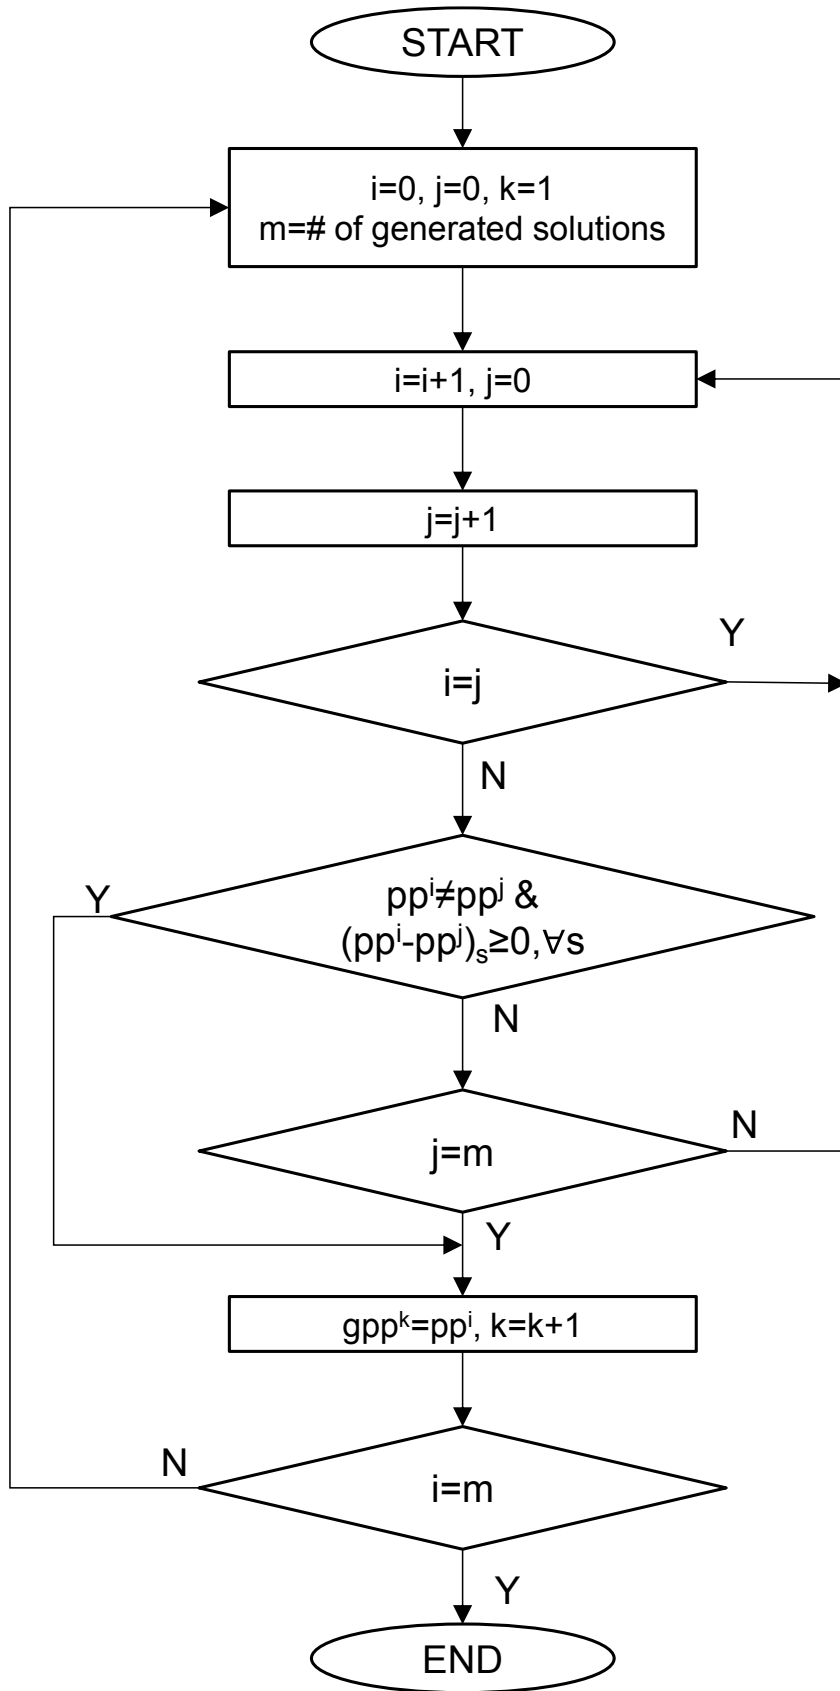 START
i=0, j=0, k=1
m=# of generated solutions
i=i+1, j=0
j=j+1
Y
i=j
N
Y
ppⁱ≠ppʲ &
(ppⁱ-ppʲ)ₛ≥0,∀s
N
N
j=m
Y
gppᵏ=ppⁱ, k=k+1
N
i=m
Y
END